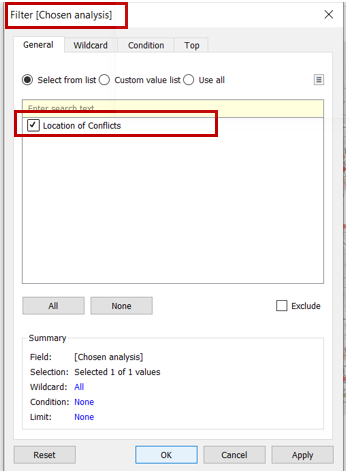 Filter [Chosen analysis]
General Wildcard Condition Top
Select from list Custom value list Use all
Enter search text
Location of Conflicts
All None Exclude
Summary
Field: [Chosen analysis]
Selection: Selected 1 of 1 values
Wildcard: All
Condition: None
Limit: None
Reset OK Cancel Apply